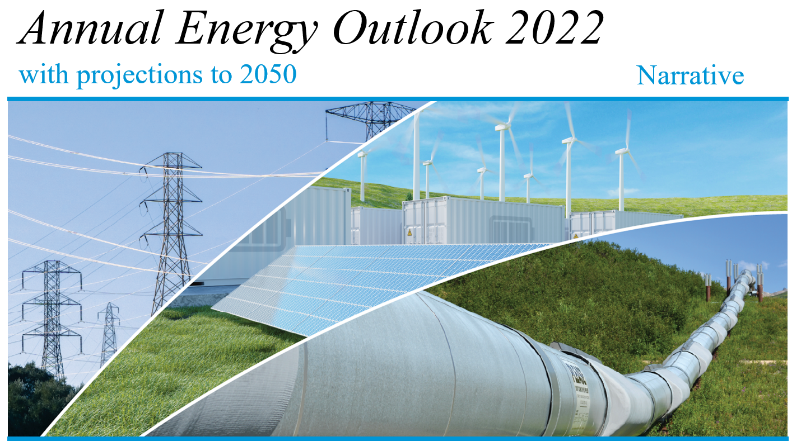 Annual Energy Outlook 2022
with projections to 2050
Narrative